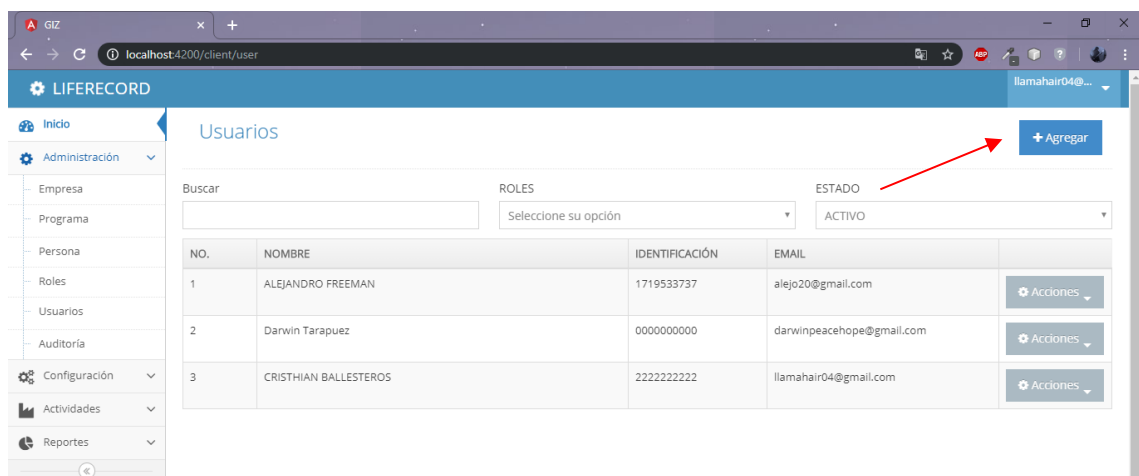 GIZ
localhost:4200/client/user
ABP
LIFERECORD
llamahair04@...
Inicio
Administración
Empresa
Programa
Persona
Roles
Usuarios
Auditoría
Configuración
Actividades
Reportes
Usuarios
+ Agregar
Buscar
ROLES
ESTADO
Seleccione su opción
ACTIVO
NO. NOMBRE IDENTIFICACIÓN EMAIL
1 ALEJANDRO FREEMAN 1719533737 alejo20@gmail.com Acciones
2 Darwin Tarapuez 0000000000 darwinpeacehope@gmail.com Acciones
3 CRISTHIAN BALLESTEROS 2222222222 llamahair04@gmail.com Acciones